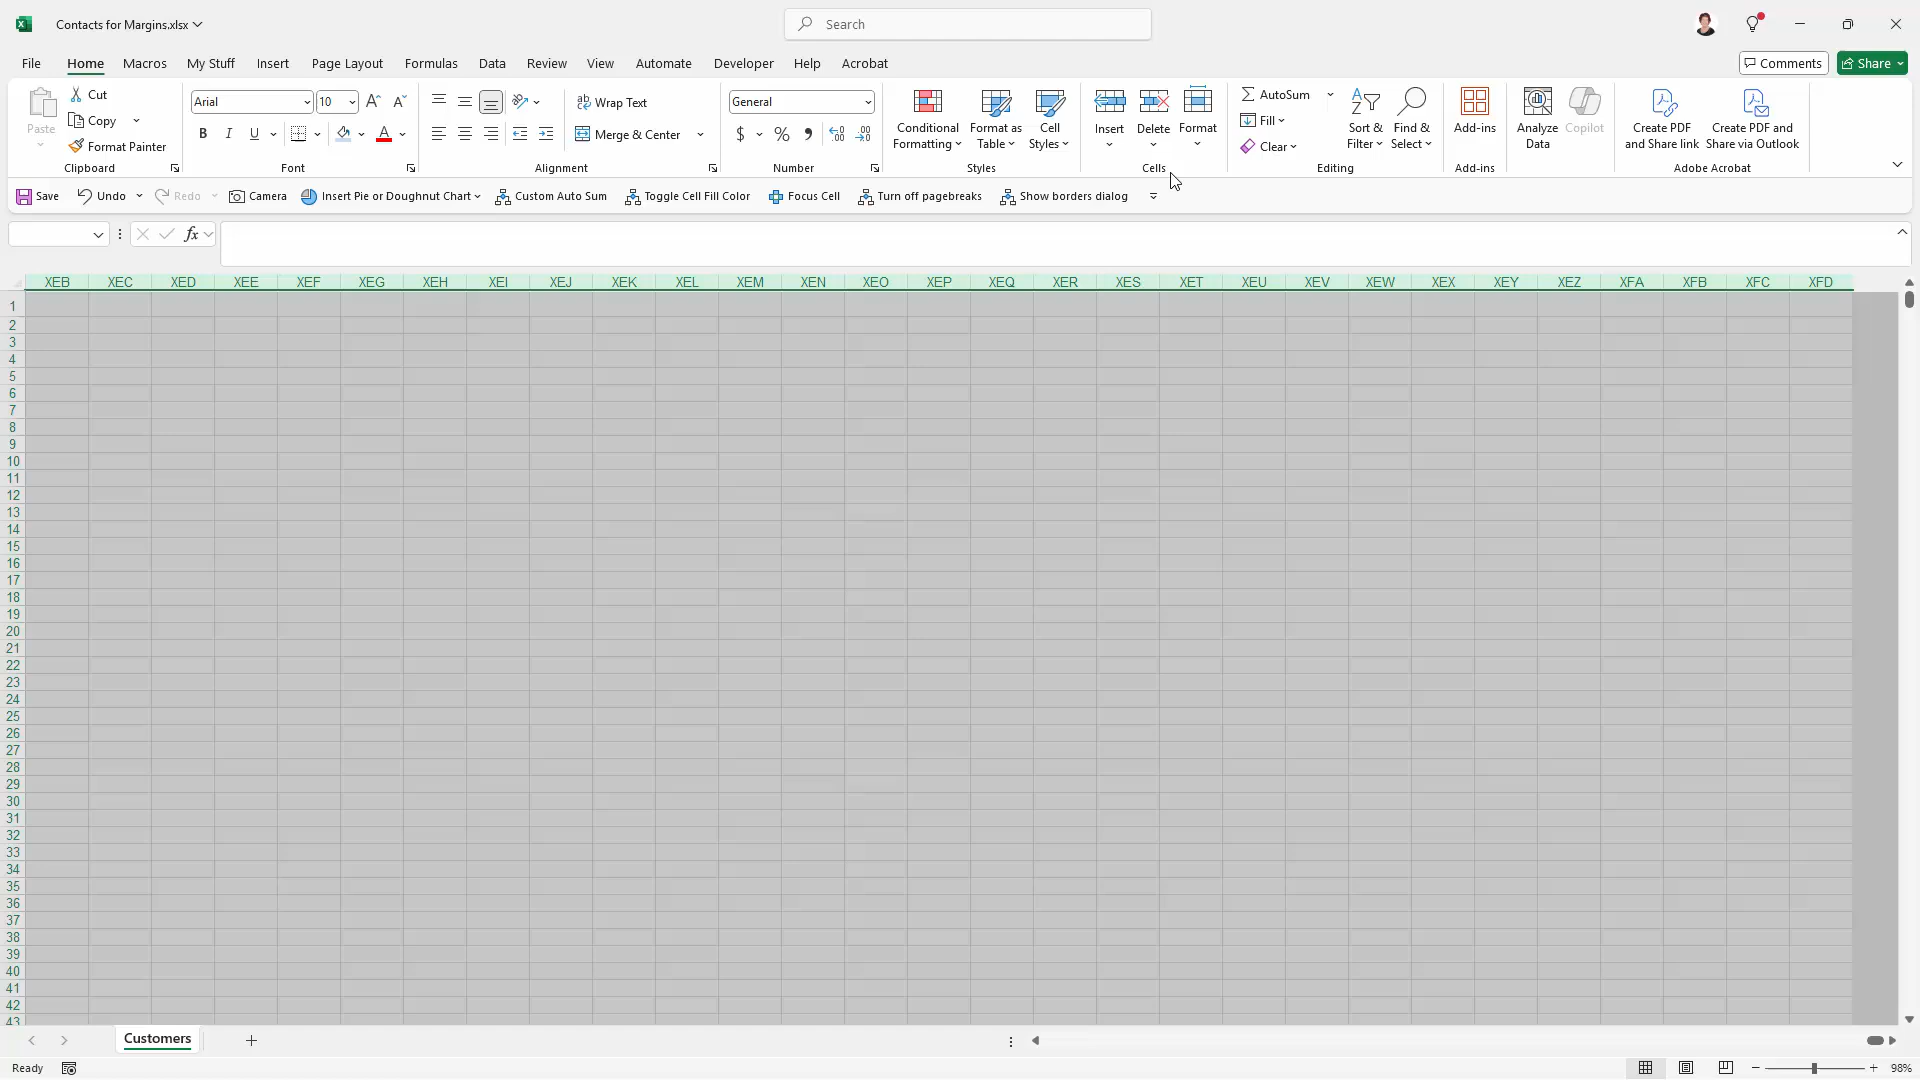 Contacts for Margins.xlsx
Search
File Home Macros My Stuff Insert Page Layout Formulas Data Review View Automate Developer Help Acrobat
Comments Share
Paste
Cut
Copy
Format Painter
Clipboard
Arial 10
B I U
Font
Wrap Text
Merge & Center
Alignment
General
$ %
Number
Conditional Formatting
Format as Table
Cell Styles
Styles
Insert Delete Format
Cells
AutoSum
Fill
Clear
Sort & Filter
Find & Select
Editing
Add-ins
Add-ins
Analyze Data
Copilot
Create PDF and Share link
Create PDF and Share via Outlook
Adobe Acrobat
Save Undo Redo Camera Insert Pie or Doughnut Chart Custom Auto Sum Toggle Cell Fill Color Focus Cell Turn off pagebreaks Show borders dialog
fx
XEB XEC XED XEE XEF XEG XEH XEI XEJ XEK XEL XEM XEN XEO XEP XEQ XER XES XET XEU XEV XEW XEX XEY XEZ XFA XFB XFC XFD
1
2
3
4
5
6
7
8
9
10
11
12
13
14
15
16
17
18
19
20
21
22
23
24
25
26
27
28
29
30
31
32
33
34
35
36
37
38
39
40
41
42
43
Customers
Ready
98%